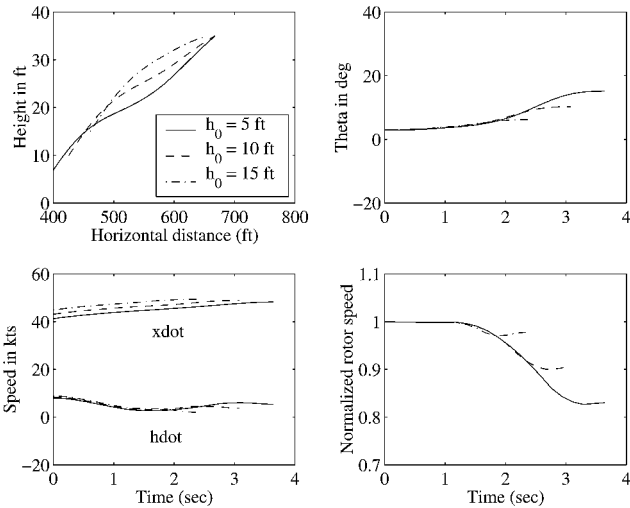 Height in ft
40
30
20
10
0
400 500 600 700 800
Horizontal distance (ft)
h0 = 5 ft
h0 = 10 ft
h0 = 15 ft
Theta in deg
40
20
0
−20
0 1 2 3 4
Speed in kts
60
40
20
0
−20
xdot
hdot
0 1 2 3 4
Time (sec)
Normalized rotor speed
1.1
1
0.9
0.8
0.7
0 1 2 3 4
Time (sec)